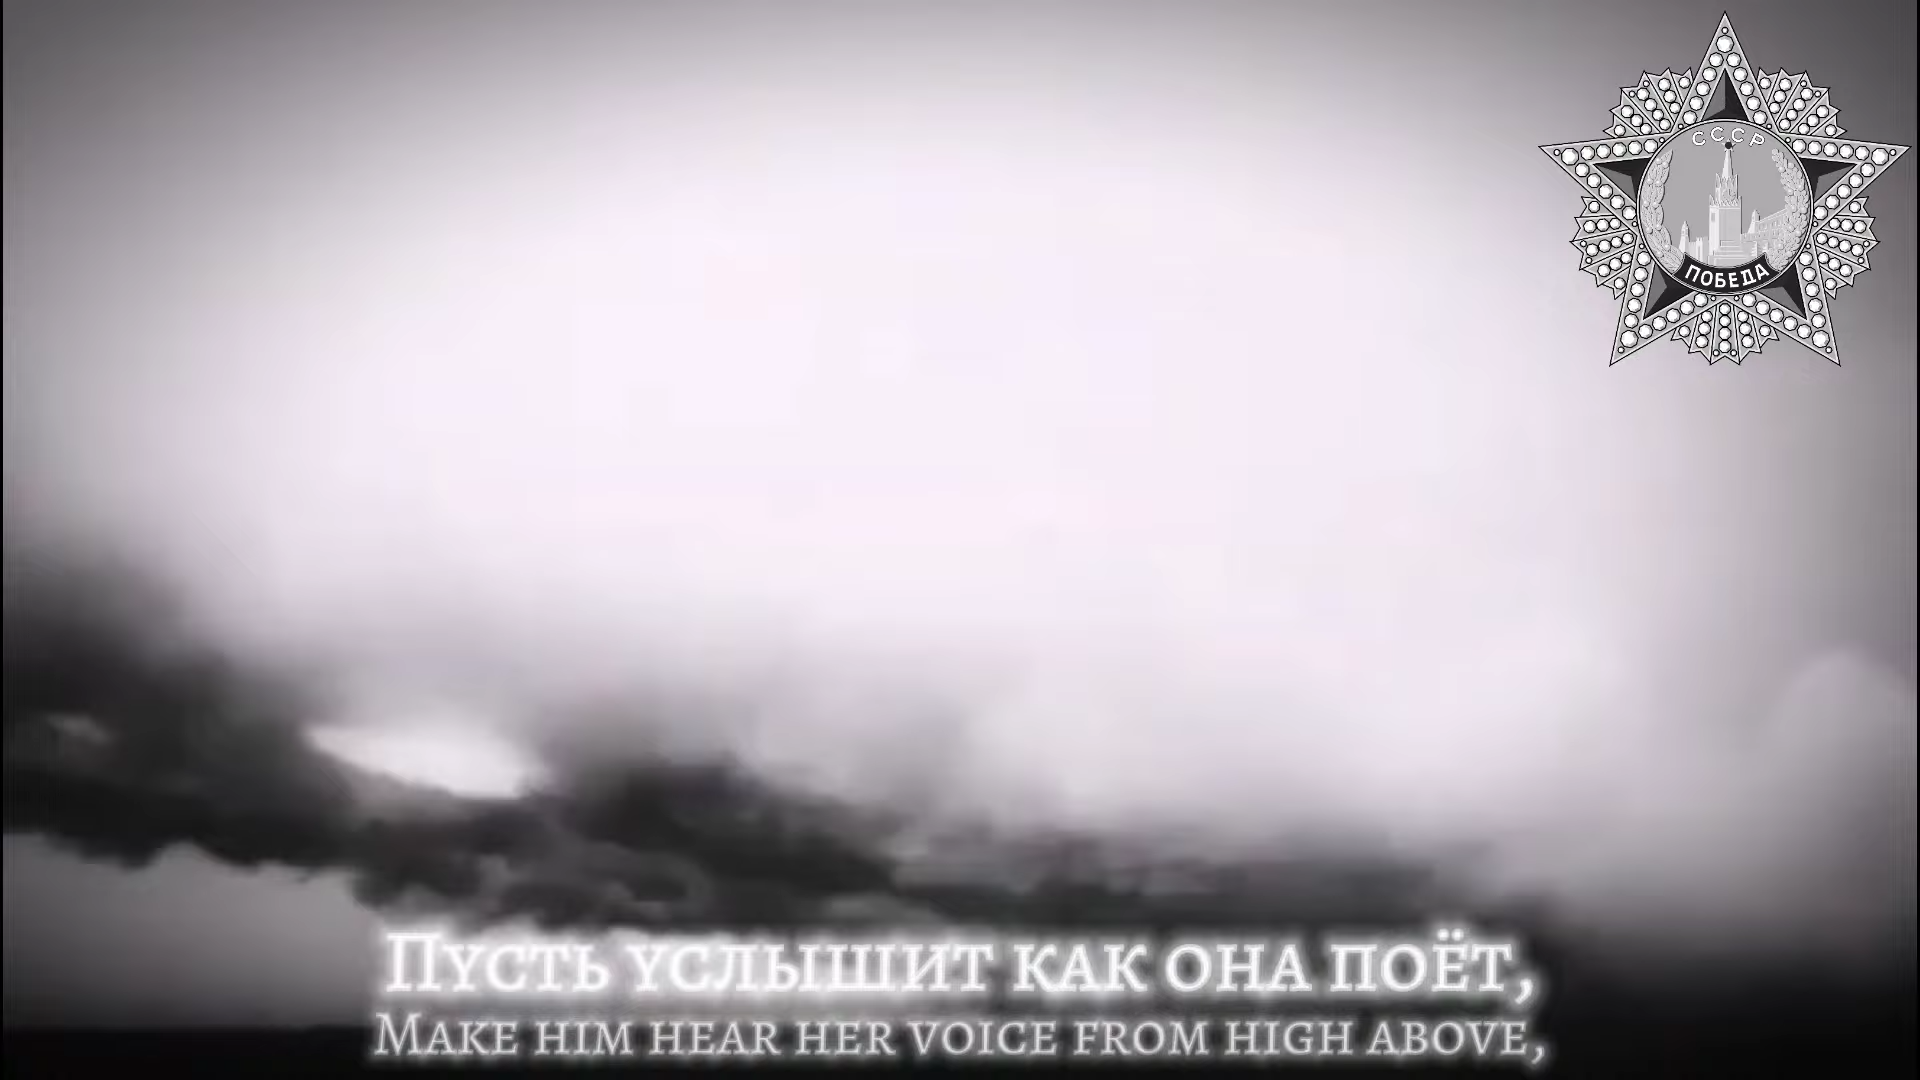 СССР
ПОБЕДА
Пусть услышит как она поёт,
Make him hear her voice from high above,